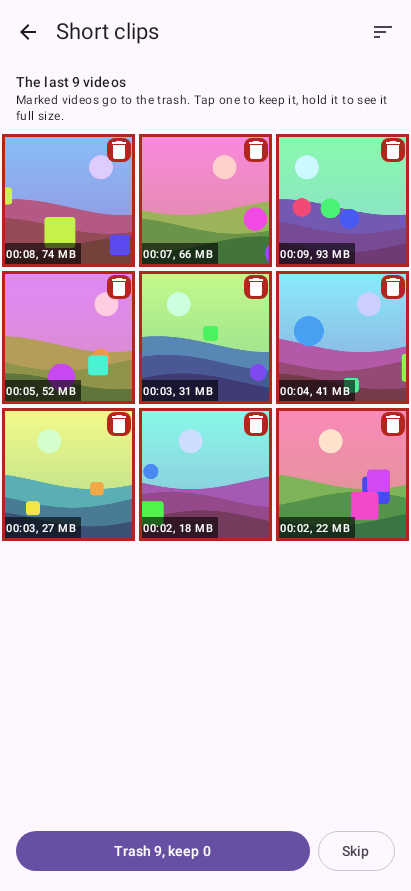 Short clips
The last 9 videos
Marked videos go to the trash. Tap one to keep it, hold it to see it
full size.
00:08, 74 MB
00:07, 66 MB
00:09, 93 MB
00:05, 52 MB
00:03, 31 MB
00:04, 41 MB
00:03, 27 MB
00:02, 18 MB
00:02, 22 MB
Trash 9, keep 0
Skip